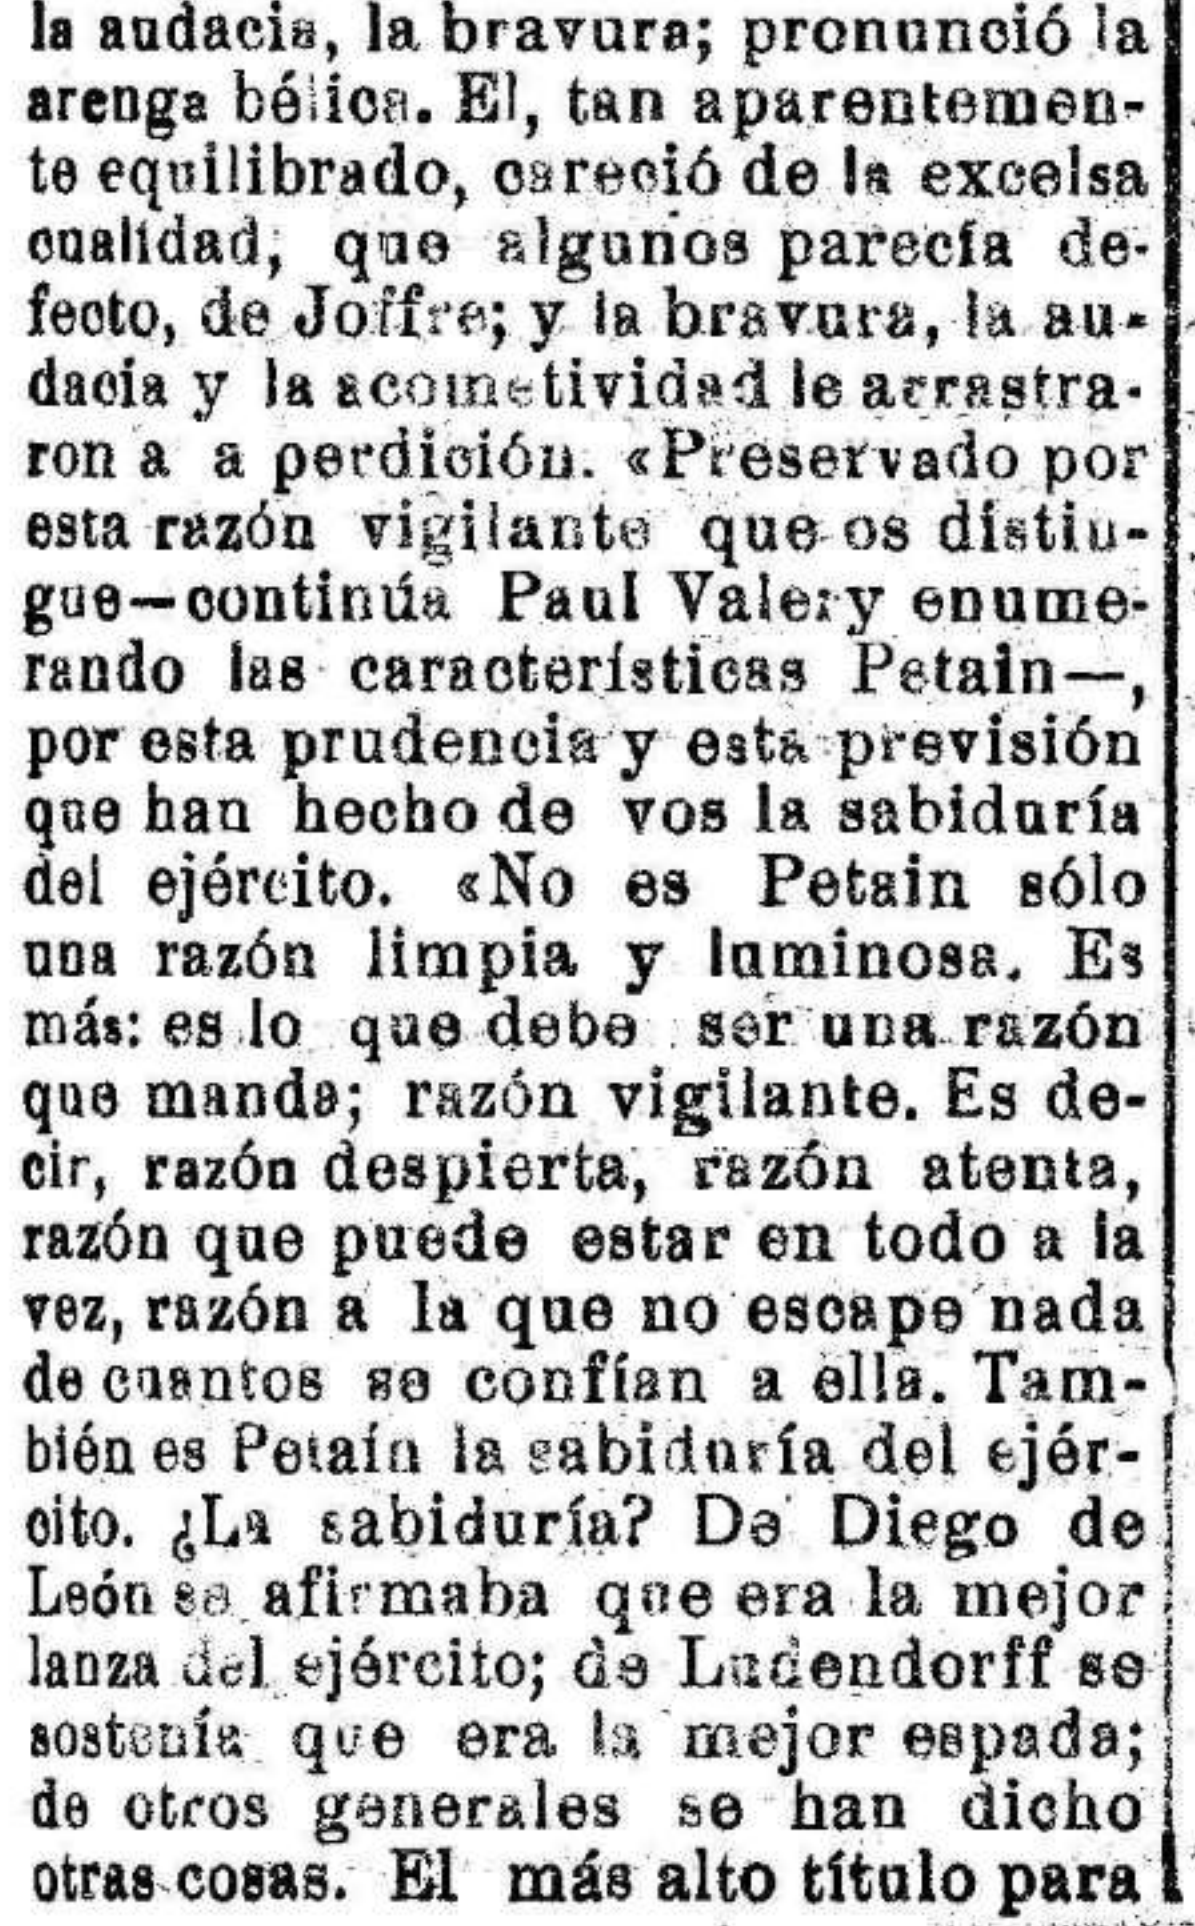 la audacia, la bravura; pronunció la
arenga bélica. El, tan aparentemen-
te equilibrado, careció de la excelsa
cualidad, que algunos parecía de-
fecto, de Joffre; y la bravura, la au-
dacia y la acometividad le arrastra-
ron a a perdición. «Preservado por
esta razón vigilante que os distin-
gue—continúa Paul Valery enume-
rando las características Petain—,
por esta prudencia y esta previsión
que han hecho de vos la sabiduría
del ejército. «No es Petain sólo
una razón limpia y luminosa. Es
más: es lo que debe ser una razón
que manda; razón vigilante. Es de-
cir, razón despierta, razón atenta,
razón que puede estar en todo a la
vez, razón a la que no escape nada
de cuantos se confían a ella. Tam-
bién es Petaín la sabiduría del ejér-
cito. ¿La sabiduría? De Diego de
León se afirmaba que era la mejor
lanza del ejército; de Ludendorff se
sostenía que era la mejor espada;
de otros generales se han dicho
otras cosas. El más alto título para